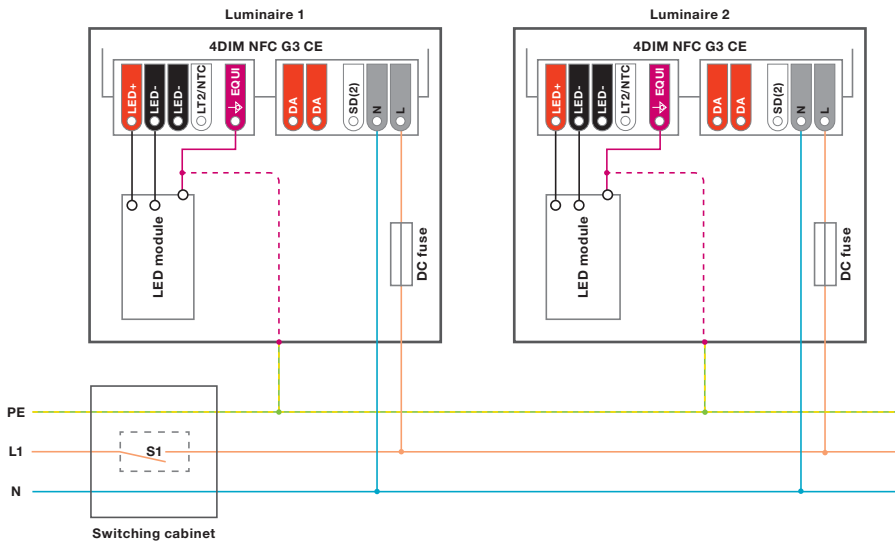 Luminaire 1
4DIM NFC G3 CE
LED+
LED-
LED-
LT2/NTC
EQUI
DA
DA
SD(2)
N
L
LED module
DC fuse
Luminaire 2
4DIM NFC G3 CE
LED+
LED-
LED-
LT2/NTC
EQUI
DA
DA
SD(2)
N
L
LED module
DC fuse
PE
L1
S1
N
Switching cabinet